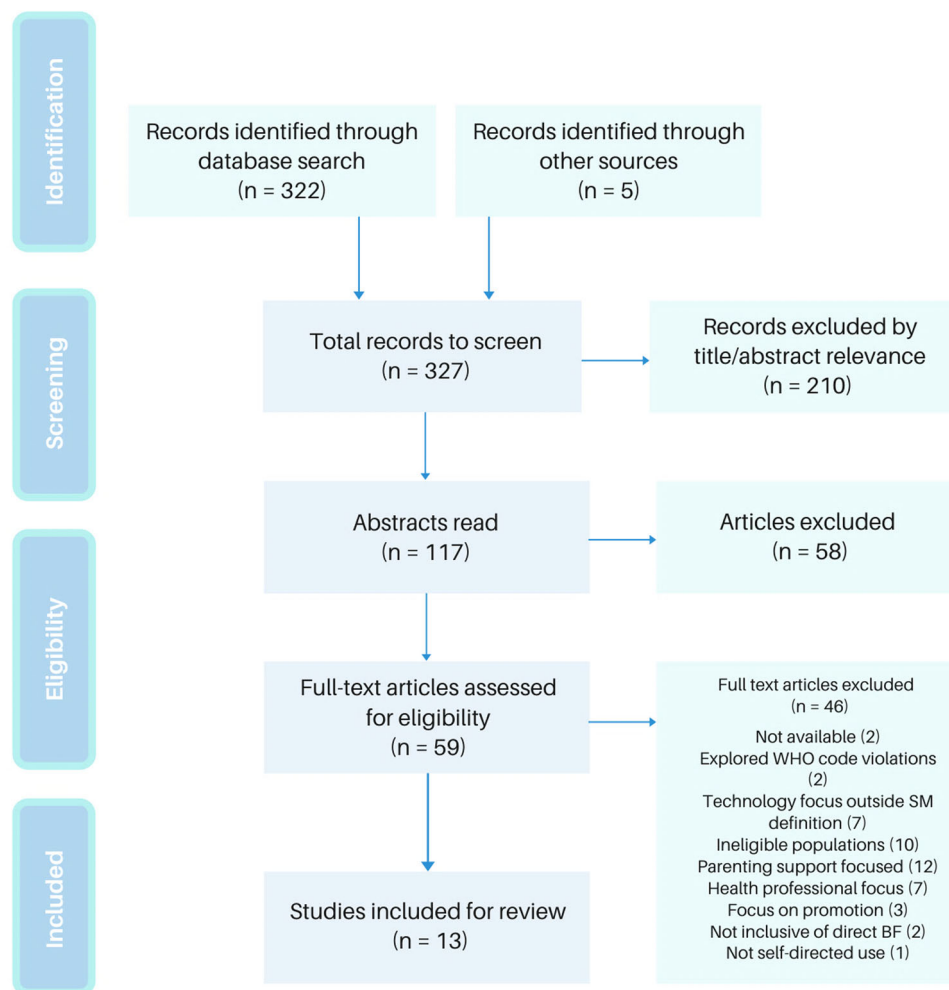 Identification
Records identified through
database search
(n = 322)
Records identified through
other sources
(n = 5)
Screening
Total records to screen
(n = 327)
Records excluded by
title/abstract relevance
(n = 210)
Abstracts read
(n = 117)
Articles excluded
(n = 58)
Eligibility
Full-text articles assessed
for eligibility
(n = 59)
Full text articles excluded
(n = 46)
Not available (2)
Explored WHO code violations
(2)
Technology focus outside SM
definition (7)
Ineligible populations (10)
Parenting support focused (12)
Health professional focus (7)
Focus on promotion (3)
Not inclusive of direct BF (2)
Not self-directed use (1)
Included
Studies included for review
(n = 13)